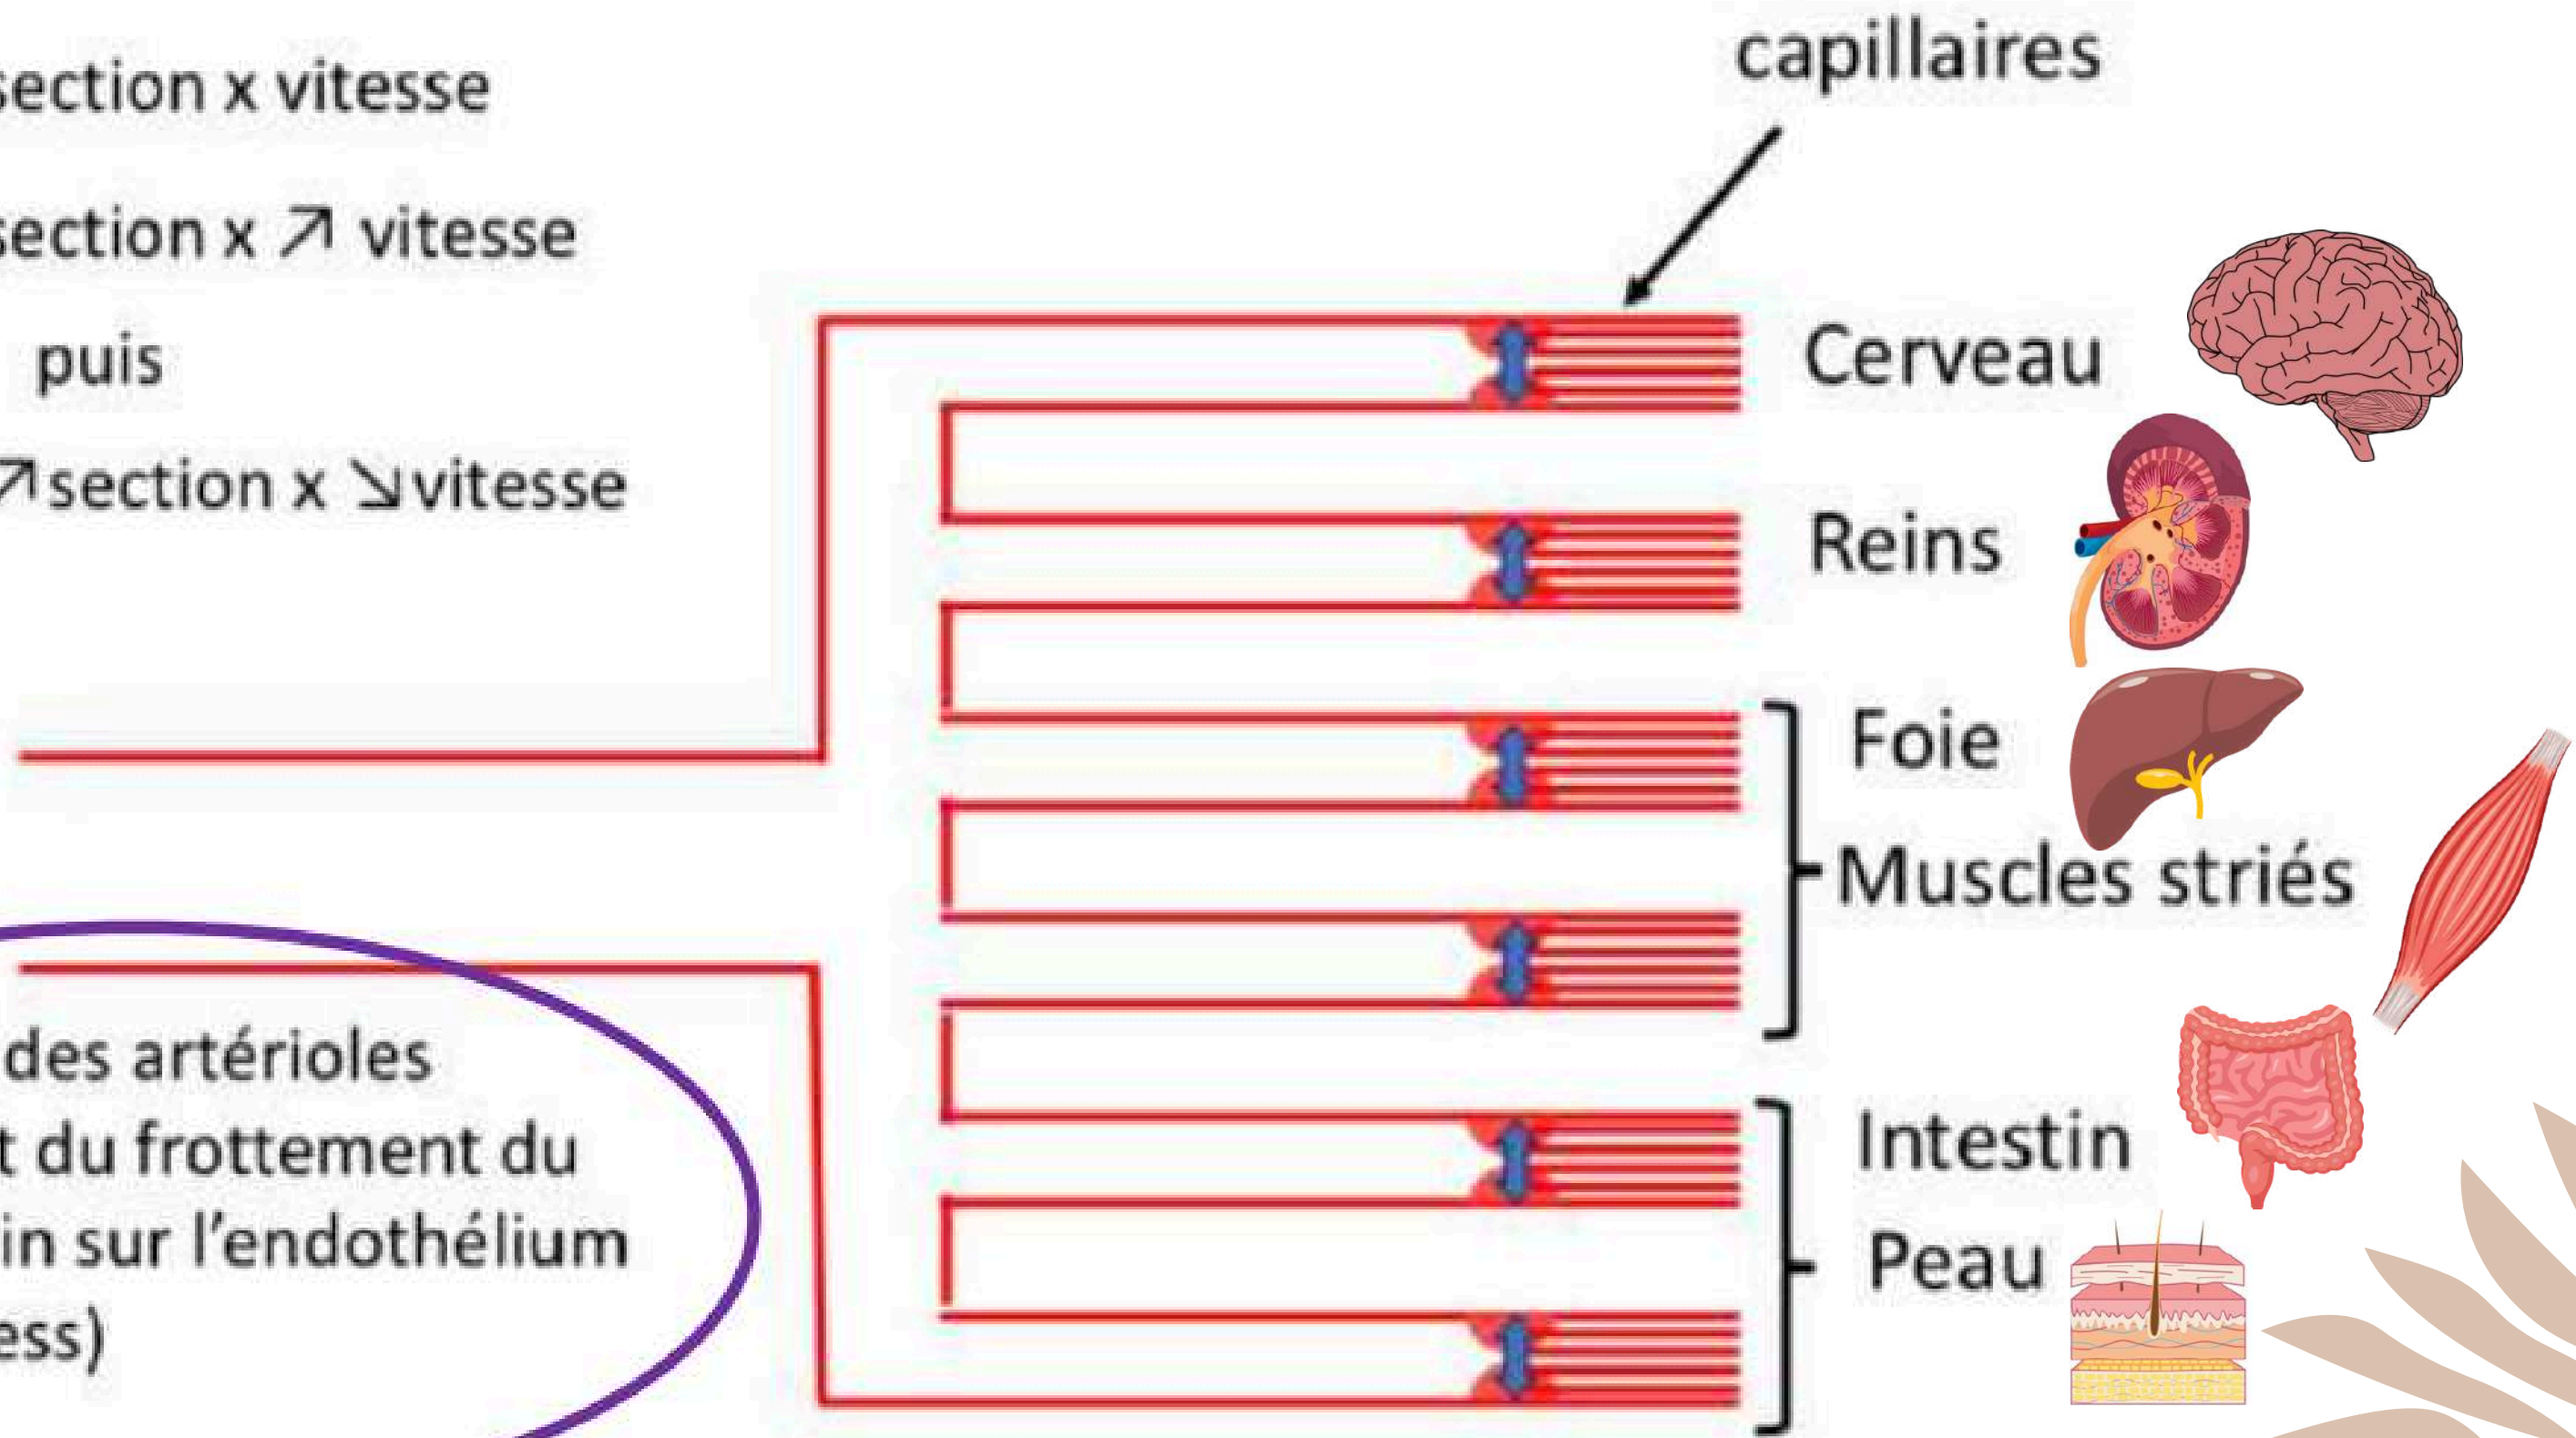 section x vitesse
section x ↗ vitesse
puis
↗ section x ↘ vitesse
des artérioles
t du frottement du
in sur l'endothélium
ess)
capillaires
Cerveau
Reins
Foie
Muscles striés
Intestin
Peau